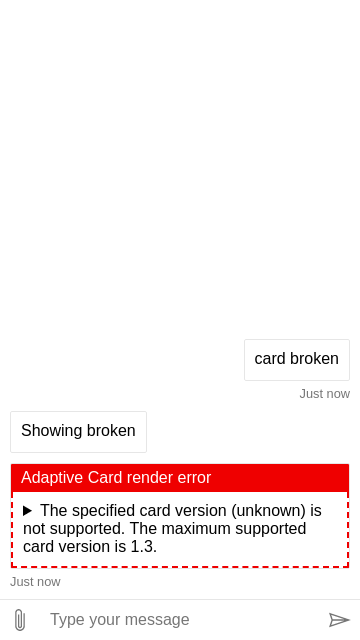 card broken
Just now
Showing broken
Adaptive Card render error
The specified card version (unknown) is
not supported. The maximum supported
card version is 1.3.
Just now
Type your message